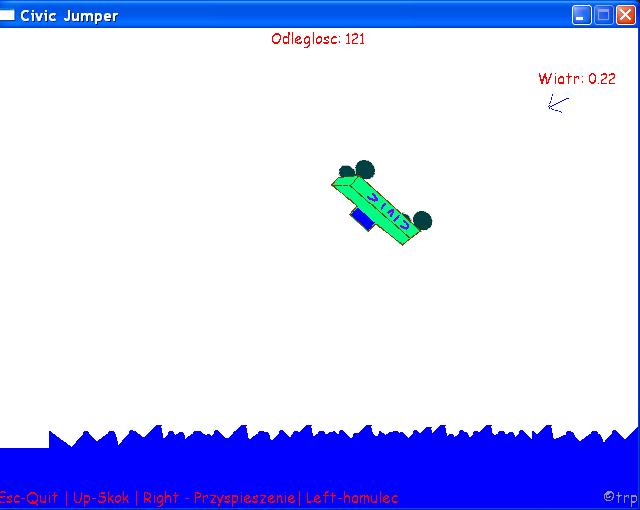 Civic Jumper
Odleglosc: 121
Wiatr: 0.22
CIVIC
Esc-Quit | Up-Skok | Right - Przyspieszenie| Left-hamulec
©trp